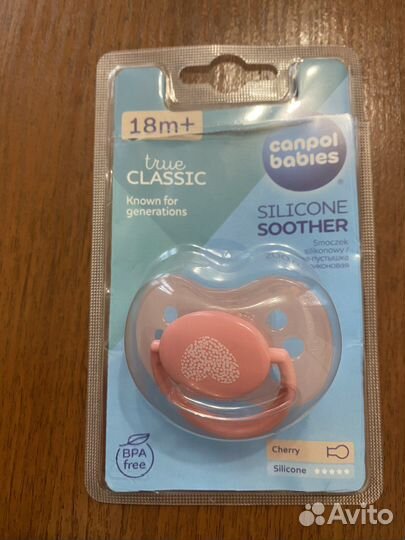 18m+
canpol
babies
true
CLASSIC
Known for
generations
SILICONE
SOOTHER
Smoczek
silikonowy /
BPA
free
Cherry
Silicone
Avito